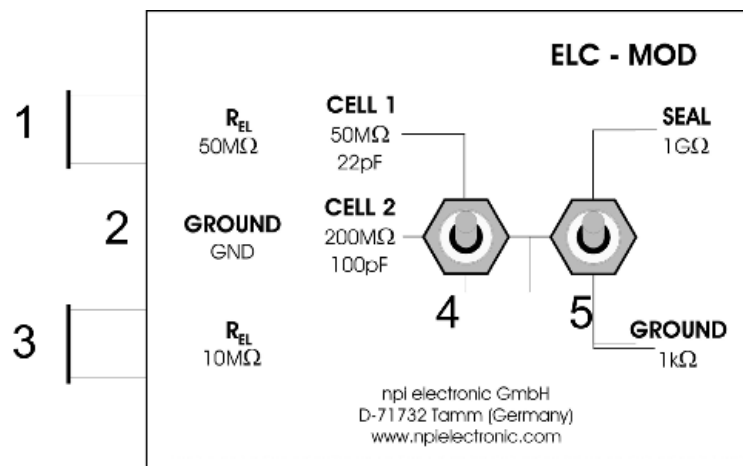 ELC - MOD
1
R_EL
50MΩ
CELL 1
50MΩ
22pF
SEAL
1GΩ
2
GROUND
GND
CELL 2
200MΩ
100pF
4
5
3
R_EL
10MΩ
GROUND
1kΩ
npi electronic GmbH
D-71732 Tamm (Germany)
www.npielectronic.com